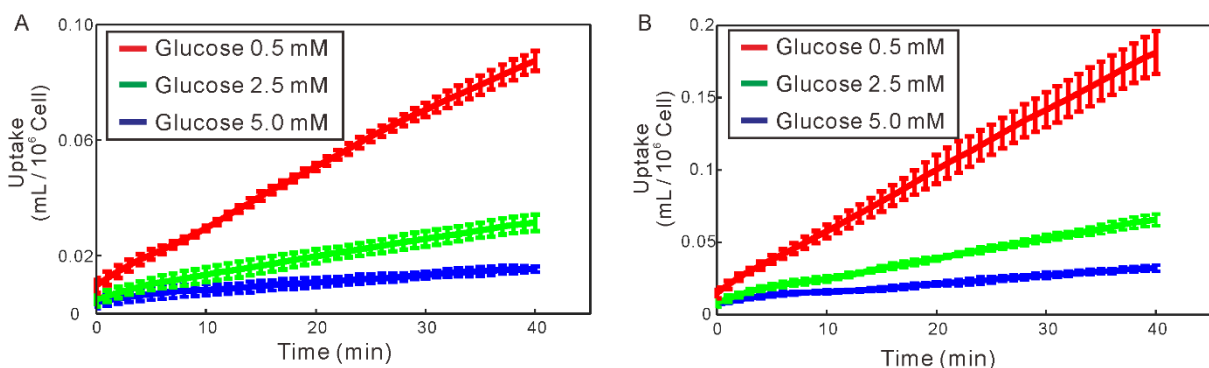 A
0.10
0.06
0.02
0
Uptake
(mL / 10⁶ Cell)
Glucose 0.5 mM
Glucose 2.5 mM
Glucose 5.0 mM
0
10
20
30
40
Time (min)
B
0.2
0.15
0.1
0.05
0
Uptake
(mL / 10⁶ Cell)
Glucose 0.5 mM
Glucose 2.5 mM
Glucose 5.0 mM
0
10
20
30
40
Time (min)